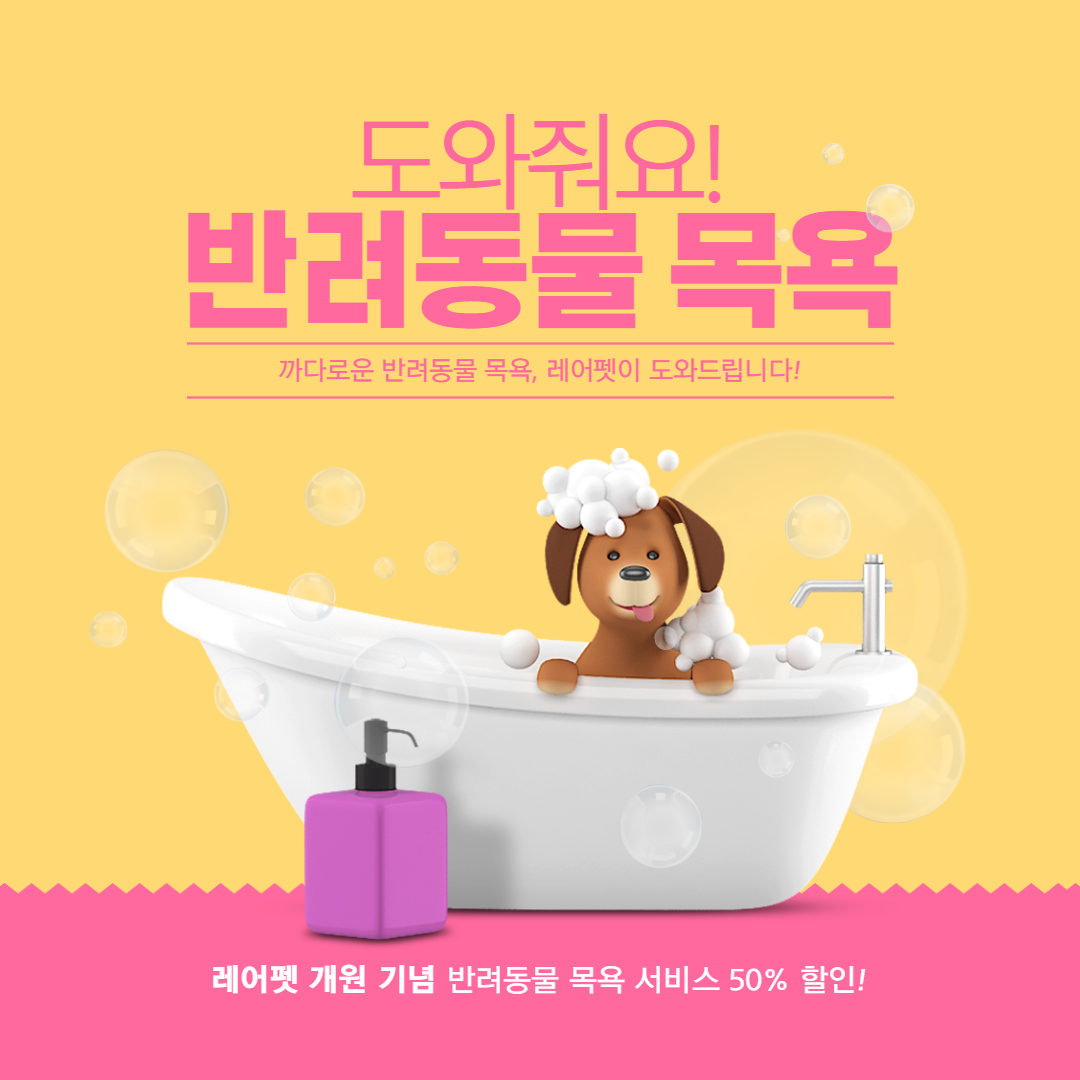 도와줘요!
반려동물 목욕
까다로운 반려동물 목욕, 레어펫이 도와드립니다!
레어펫 개원 기념 반려동물 목욕 서비스 50% 할인!